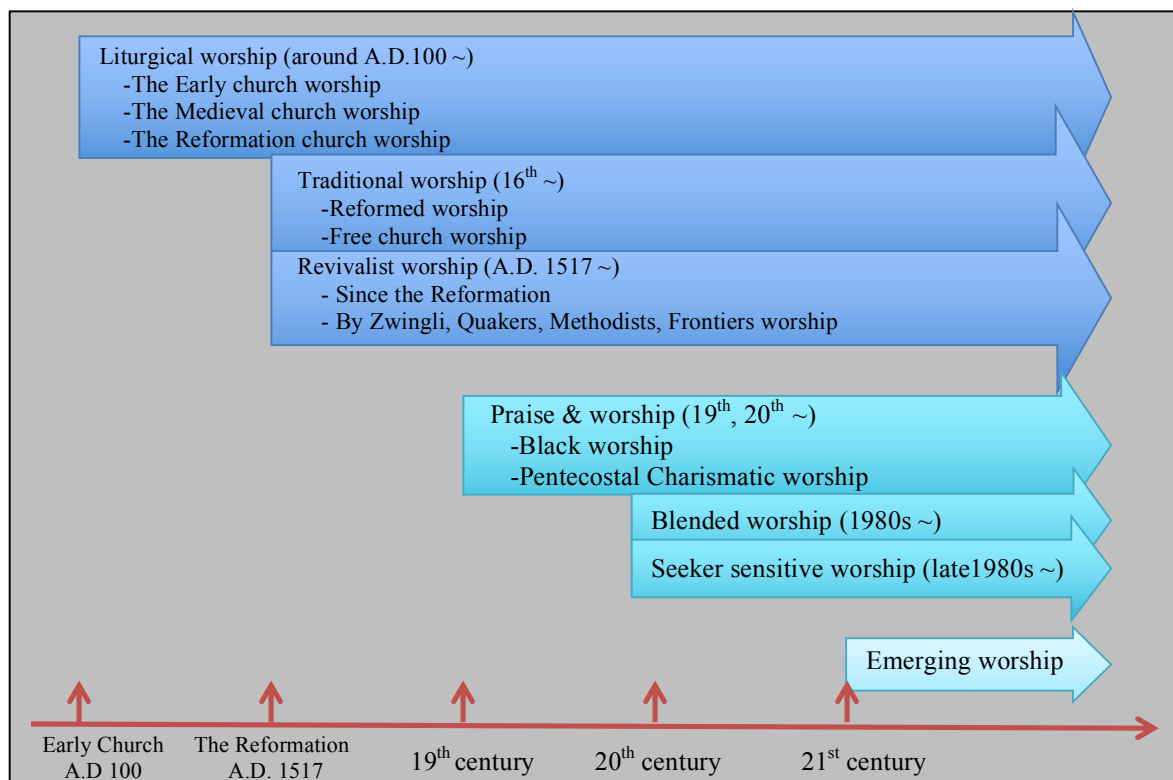 Liturgical worship (around A.D.100 ~)
-The Early church worship
-The Medieval church worship
-The Reformation church worship
Traditional worship (16th ~)
-Reformed worship
-Free church worship
Revivalist worship (A.D. 1517 ~)
- Since the Reformation
- By Zwingli, Quakers, Methodists, Frontiers worship
Praise & worship (19th, 20th ~)
-Black worship
-Pentecostal Charismatic worship
Blended worship (1980s ~)
Seeker sensitive worship (late1980s ~)
Emerging worship
Early Church
A.D 100
The Reformation
A.D. 1517
19th century
20th century
21st century